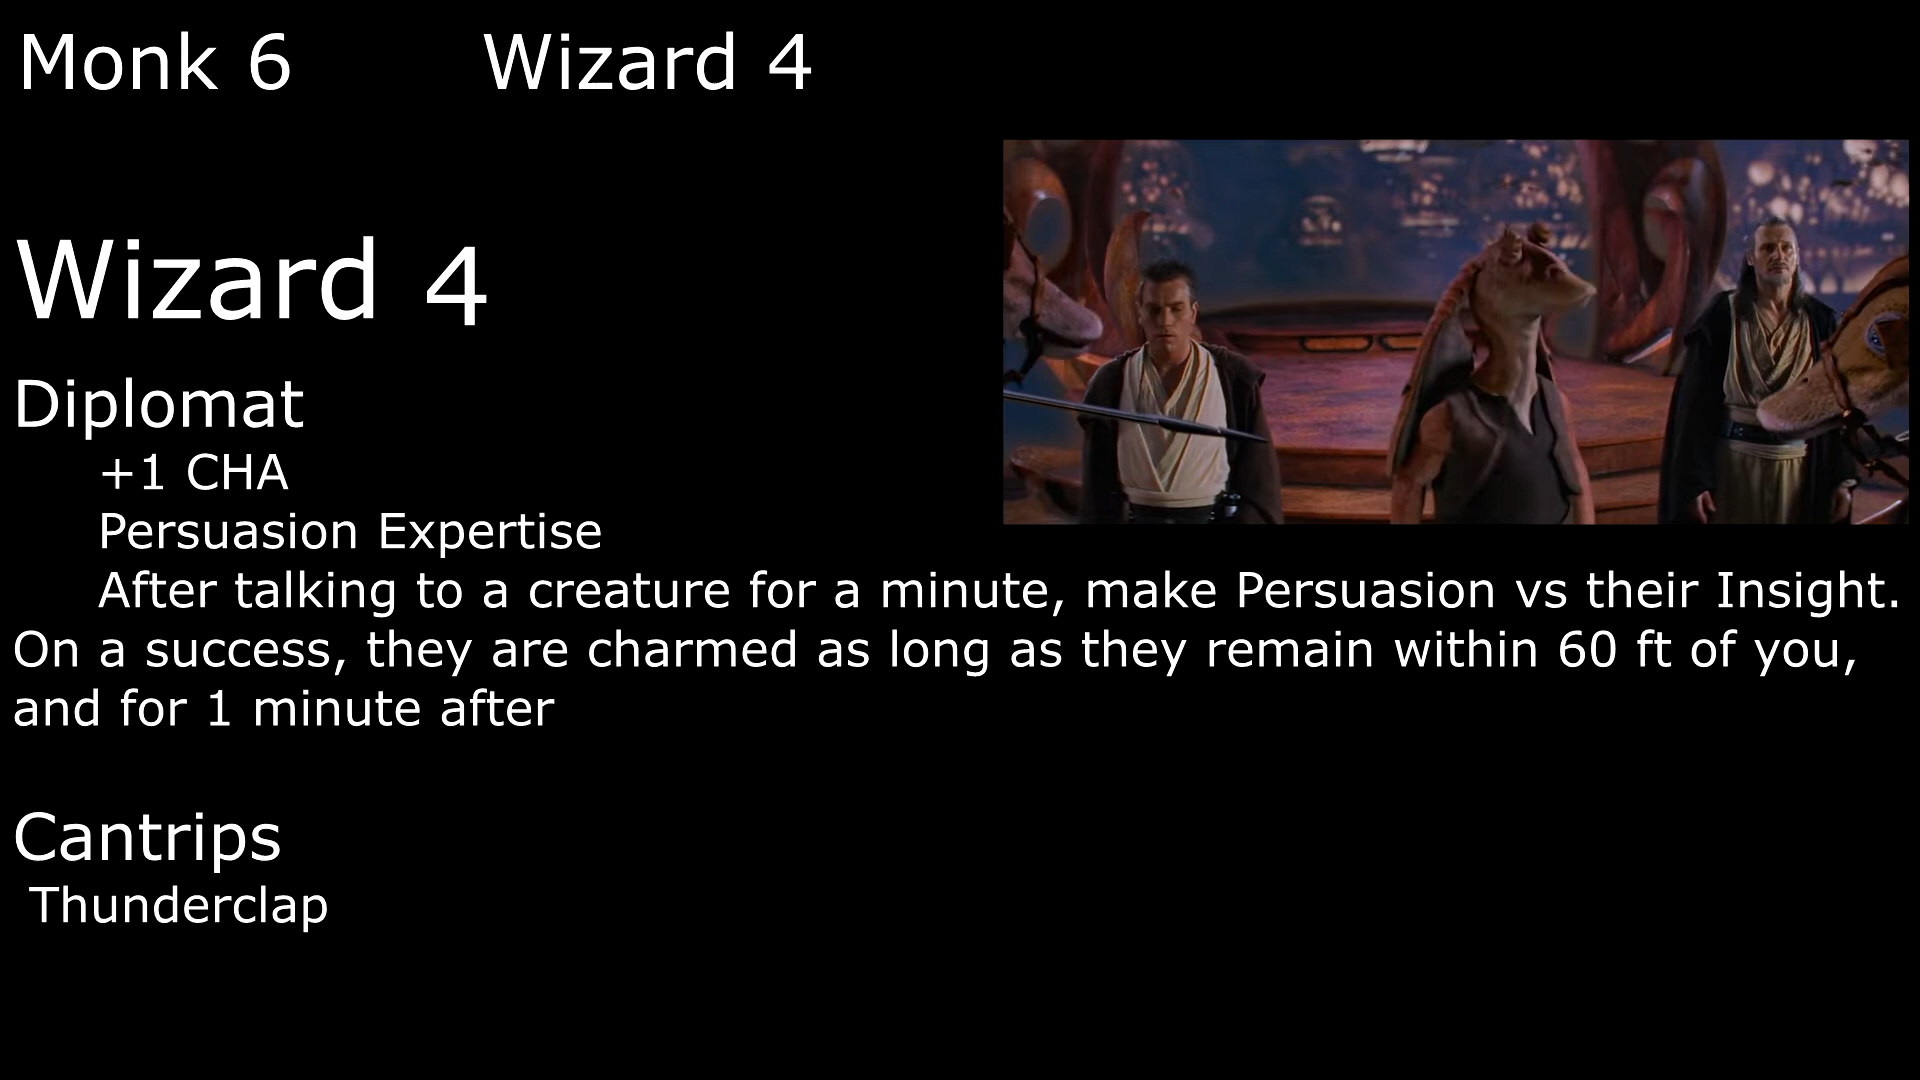 Monk 6 Wizard 4
Wizard 4
Diplomat
+1 CHA
Persuasion Expertise
After talking to a creature for a minute, make Persuasion vs their Insight.
On a success, they are charmed as long as they remain within 60 ft of you,
and for 1 minute after
Cantrips
Thunderclap